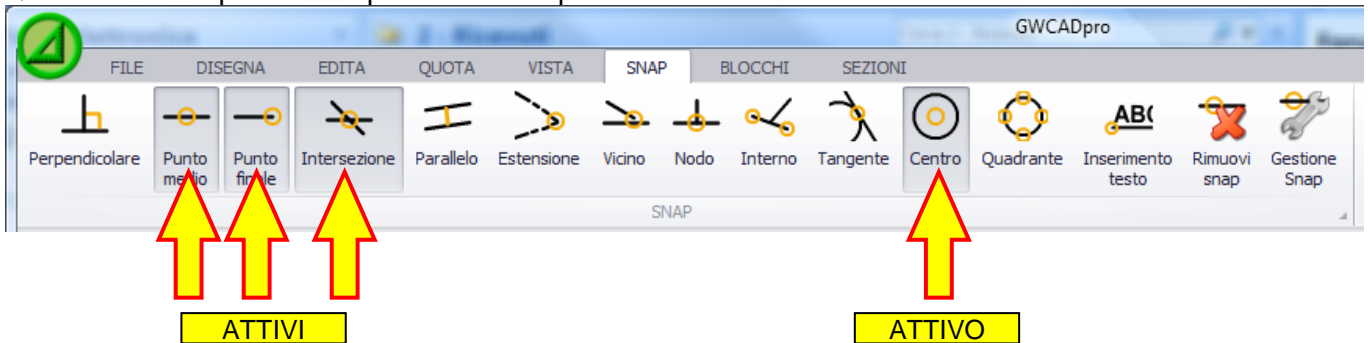 GWCADpro
FILE DISEGNA EDITA QUOTA VISTA SNAP BLOCCHI SEZIONI
ABC
Perpendicolare Punto medio Punto finale Intersezione Parallelo Estensione Vicino Nodo Interno Tangente Centro Quadrante Inserimento testo Rimuovi snap Gestione Snap
SNAP
ATTIVI ATTIVO